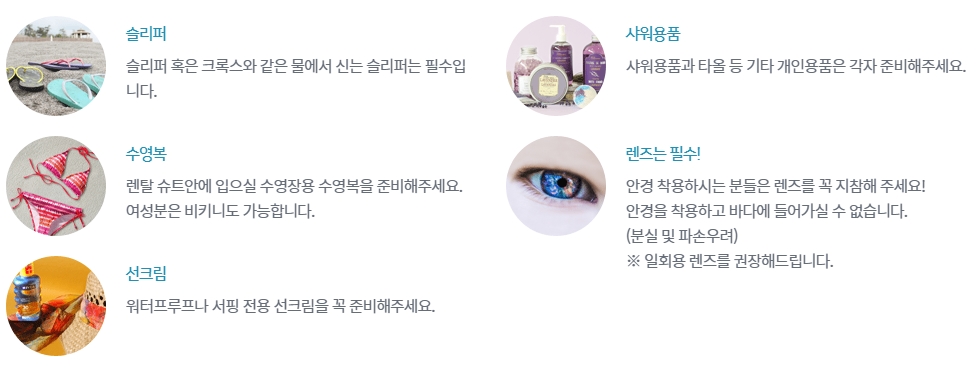 슬리퍼
슬리퍼 혹은 크록스와 같은 물에서 신는 슬리퍼는 필수입
니다.
수영복
렌탈 슈트안에 입으실 수영장용 수영복을 준비해주세요.
여성분은 비키니도 가능합니다.
선크림
워터프루프나 서핑 전용 선크림을 꼭 준비해주세요.
샤워용품
샤워용품과 타올 등 기타 개인용품은 각자 준비해주세요.
렌즈는 필수!
안경 착용하시는 분들은 렌즈를 꼭 지참해 주세요!
안경을 착용하고 바다에 들어가실 수 없습니다.
(분실 및 파손우려)
※ 일회용 렌즈를 권장해드립니다.